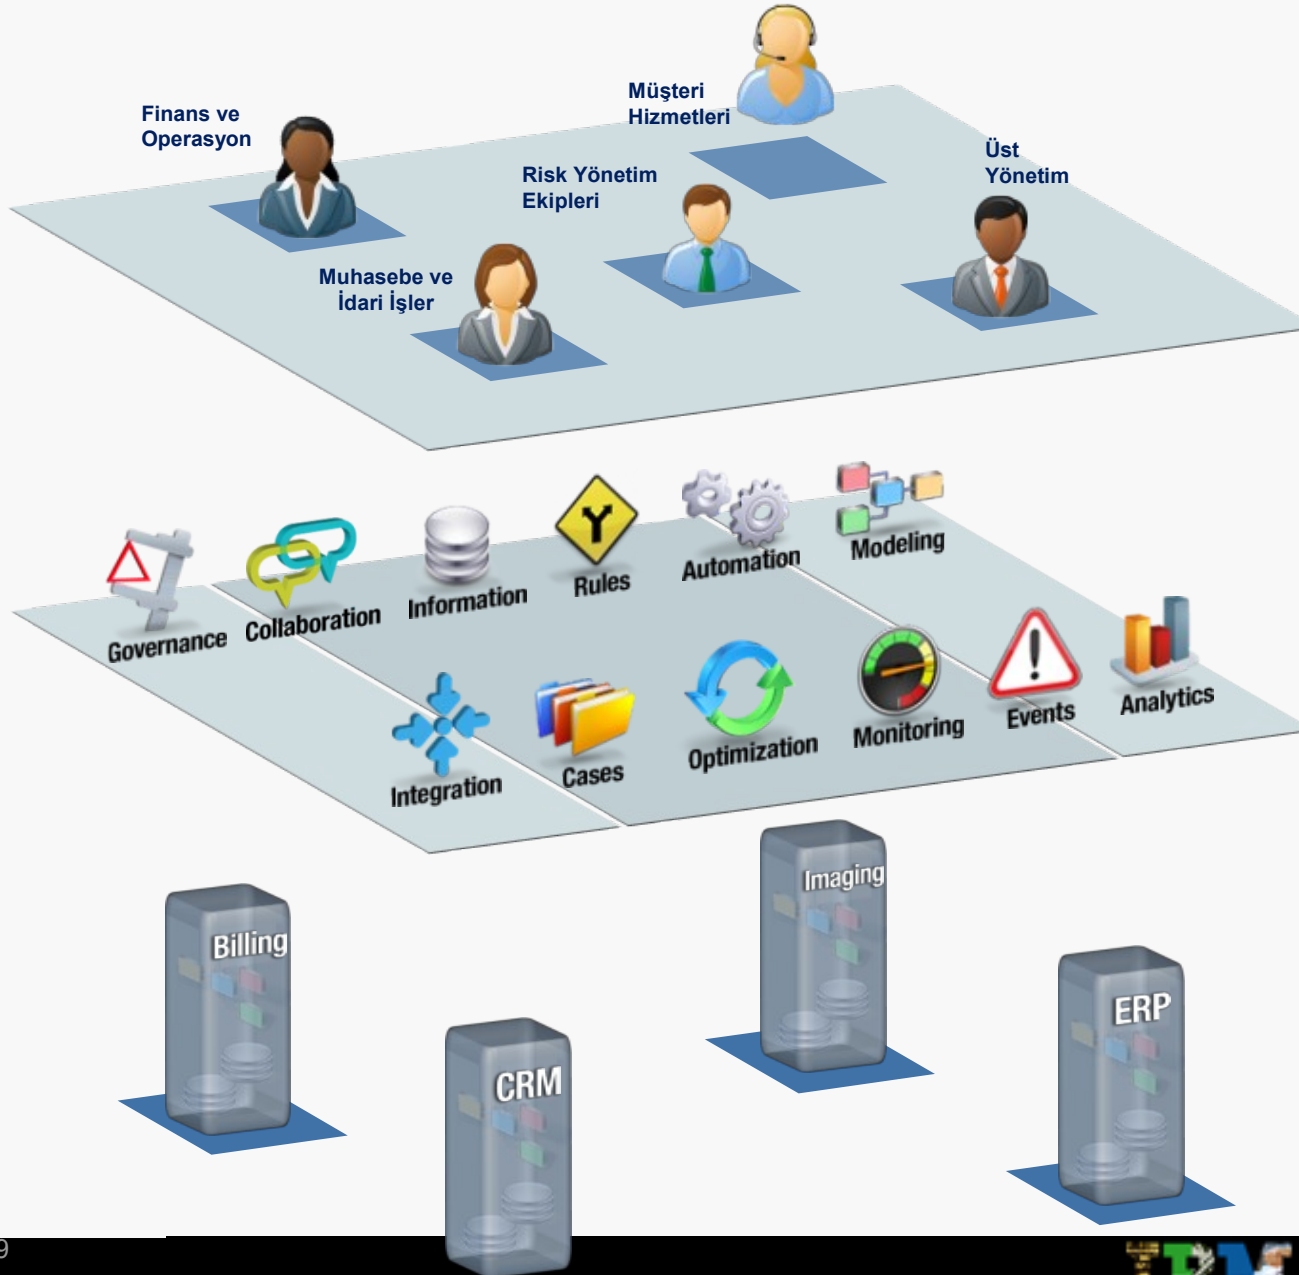 Müşteri
Hizmetleri
Finans ve
Operasyon
Üst
Yönetim
Risk Yönetim
Ekipleri
Muhasebe ve
İdari İşler
Modeling
Automation
Rules
Information
Collaboration
Governance
Analytics
Events
Monitoring
Optimization
Cases
Integration
Imaging
Billing
ERP
CRM
9